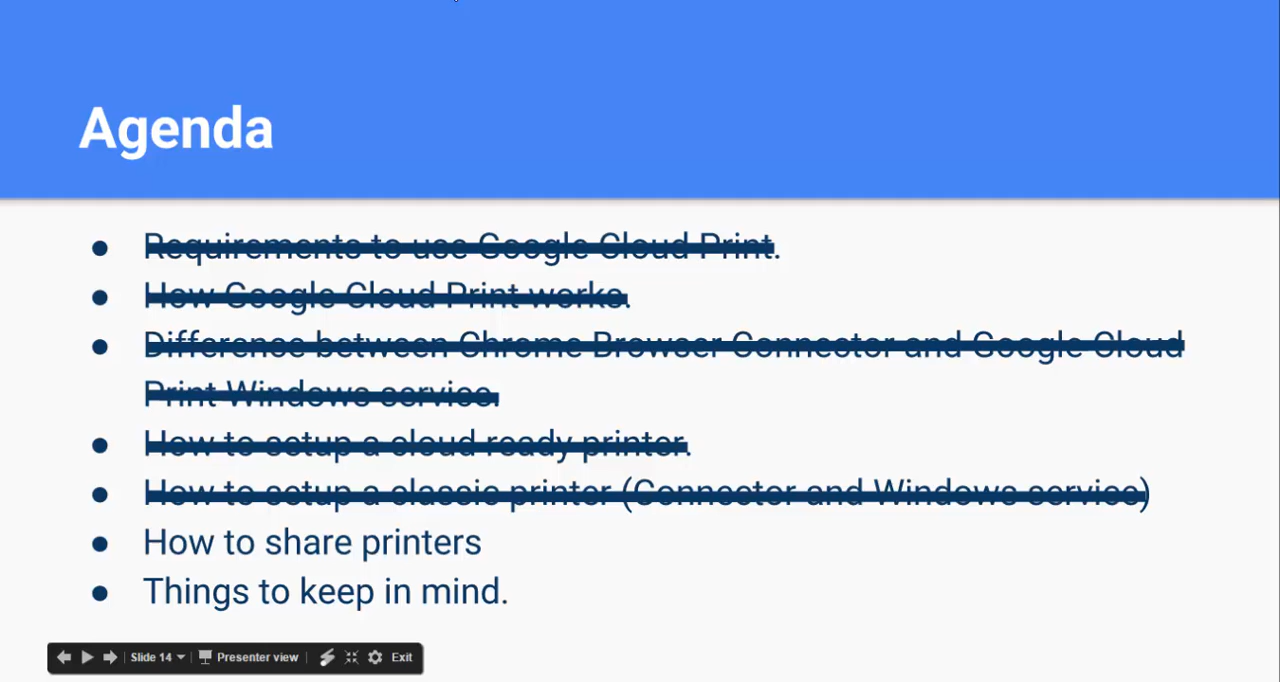 Agenda
● Requirements to use Google Cloud Print.
● How Google Cloud Print works.
● Difference between Chrome Browser Connector and Google Cloud
Print Windows service.
● How to setup a cloud ready printer.
● How to setup a classic printer (Connector and Windows service)
● How to share printers
● Things to keep in mind.
Slide 14 Presenter view Exit